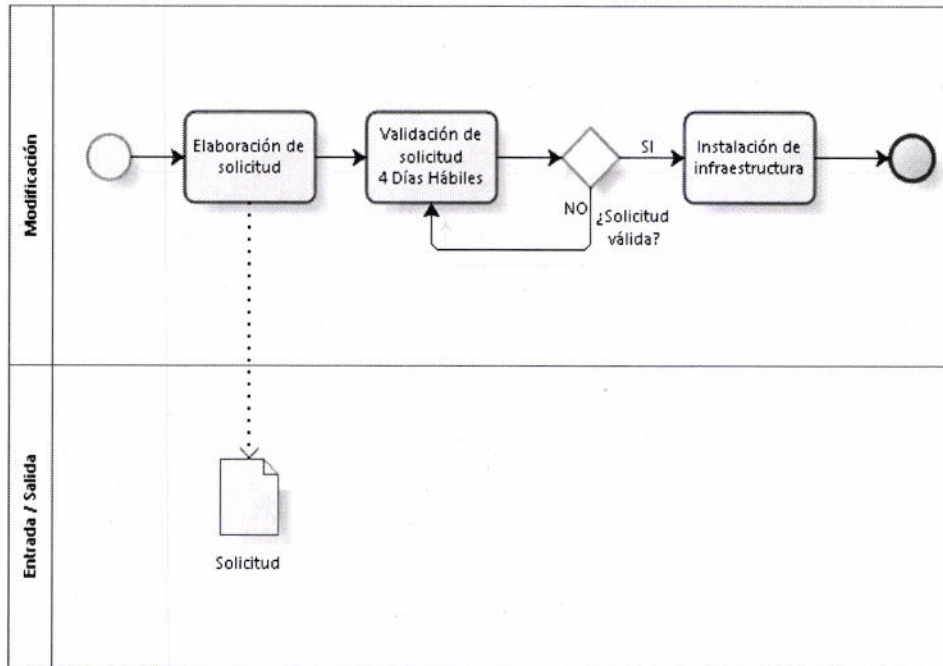 Modificación
Elaboración de
solicitud
Validación de
solicitud
4 Días Hábiles
SI
NO
¿Solicitud
válida?
Instalación de
infraestructura
Entrada / Salida
Solicitud